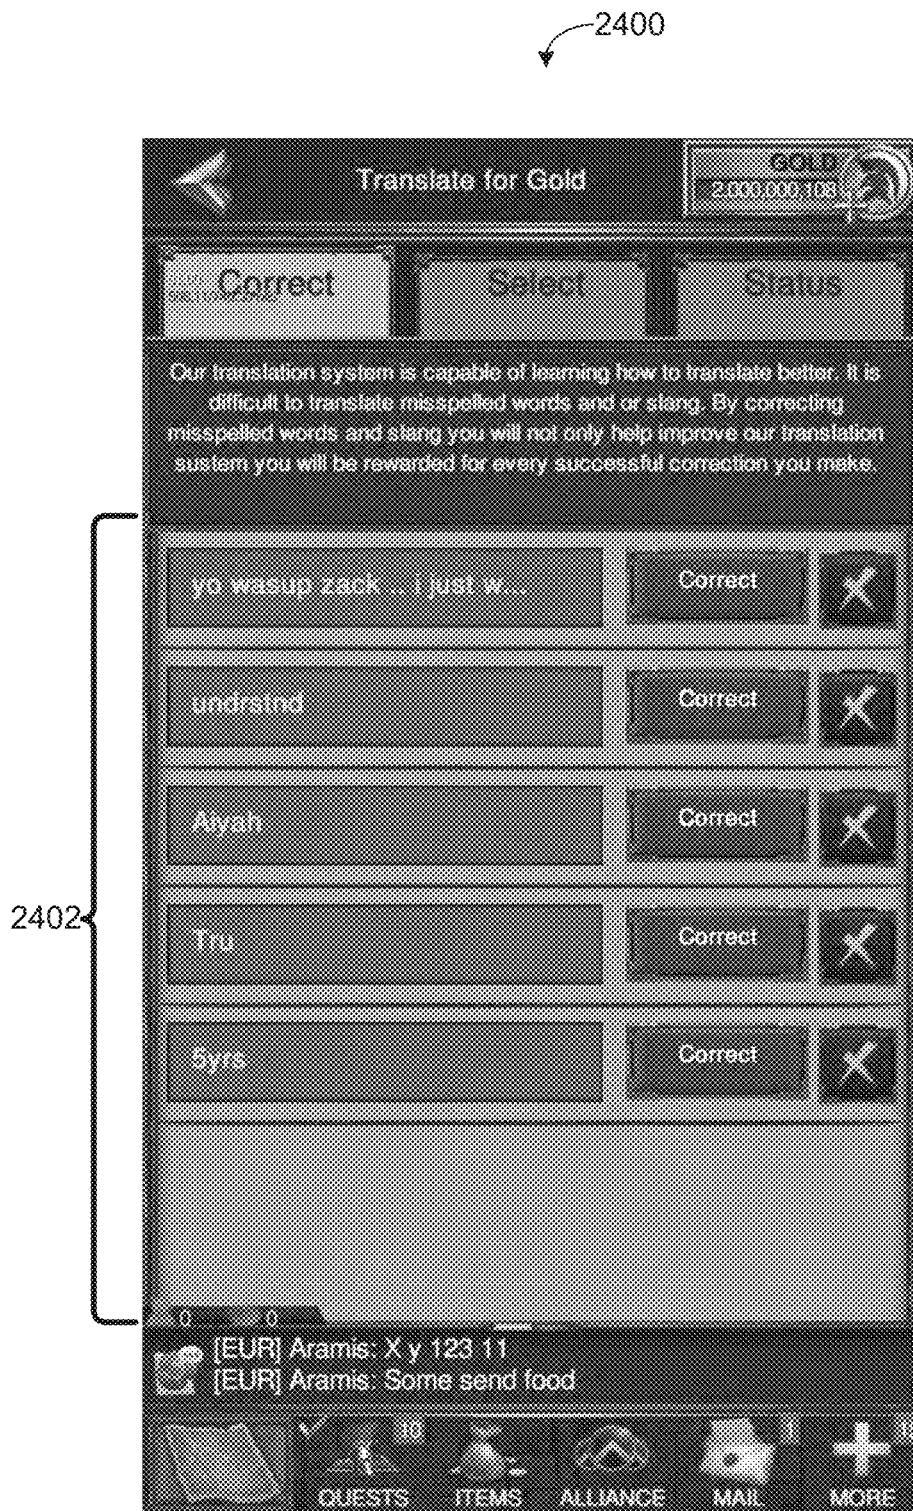 2400
Translate for Gold
GOLD
2,000,000,108
Correct
Select
Status
Our translation system is capable of learning how to translate better. It is
difficult to translate misspelled words and or slang. By correcting
misspelled words and slang you will not only help improve our translation
sustem you will be rewarded for every successful correction you make.
yo wasup zack... i just w...
Correct
undrstnd
Correct
Aiyah
Correct
2402
Tru
Correct
5yrs
Correct
0 0
[EUR] Aramis: X y 123 11
[EUR] Aramis: Some send food
10
1
QUESTS ITEMS ALLIANCE MAIL MORE